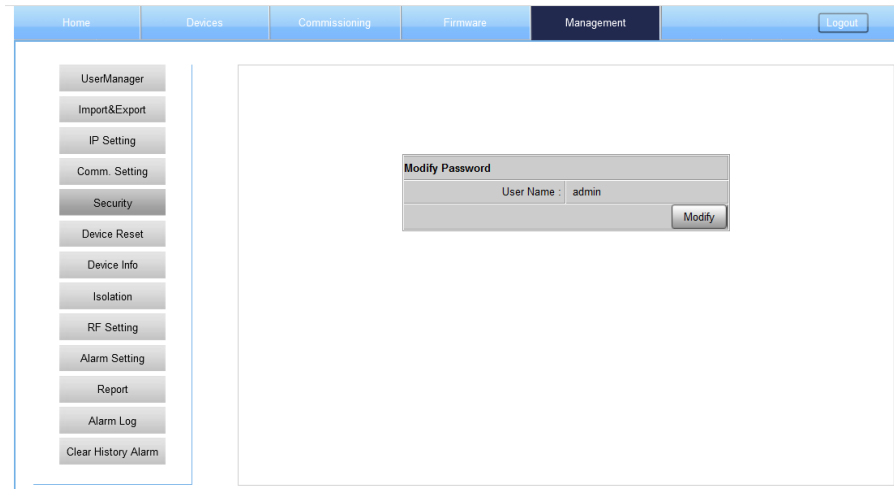 Home Devices Commissioning Firmware Management Logout
UserManager
Import&Export
IP Setting
Comm. Setting
Security
Device Reset
Device Info
Isolation
RF Setting
Alarm Setting
Report
Alarm Log
Clear History Alarm
Modify Password
User Name : admin
Modify